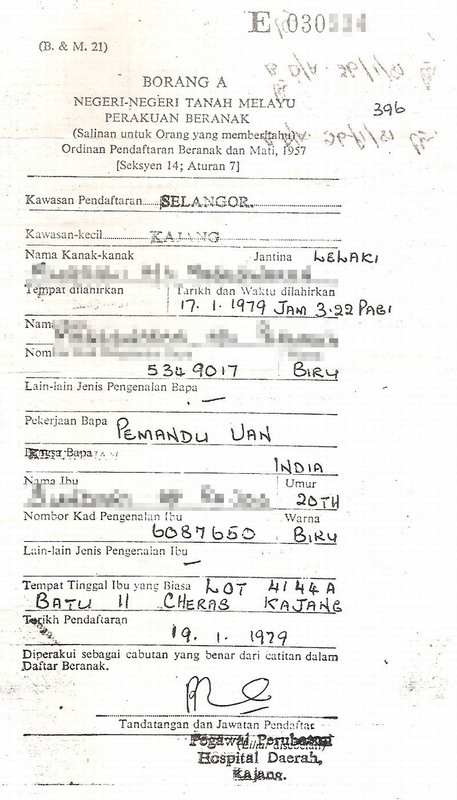 E 030
(B. & M. 21)
BORANG A
396
NEGERI-NEGERI TANAH MELAYU
PERAKUAN BERANAK
(Salinan untuk Orang yang memberitahu)
Ordinan Pendaftaran Beranak dan Mati, 1957
[Seksyen 14; Aturan 7]
Kawasan Pendaftaran SELANGOR.
Kawasan-kecil KAJANG
Nama Kanak-kanak Jantina LELAKI
Tempat dilahirkan Tarikh dan Waktu dilahirkan
17. 1. 1979 JAM 3.22 PAGI
Nama
5349017 BIRU
Lain-lain Jenis Pengenalan Bapa
—
Pekerjaan Bapa PEMANDU VAN
Bapa
INDIA
Nama Ibu Umur
20TH
Nombor Kad Pengenalan Ibu Warna
6087650 BIRU
Lain-lain Jenis Pengenalan Ibu
—
Tempat Tinggal Ibu yang Biasa LOT 4144A
BATU 11 CHERAS KAJANG
Tarikh Pendaftaran
19. 1. 1979
Diperakui sebagai cabutan yang benar dari catitan dalam
Daftar Beranak.
Tandatangan dan Jawatan Pendaftar
Pegawai Perubatan
Hospital Daerah,
Kajang.